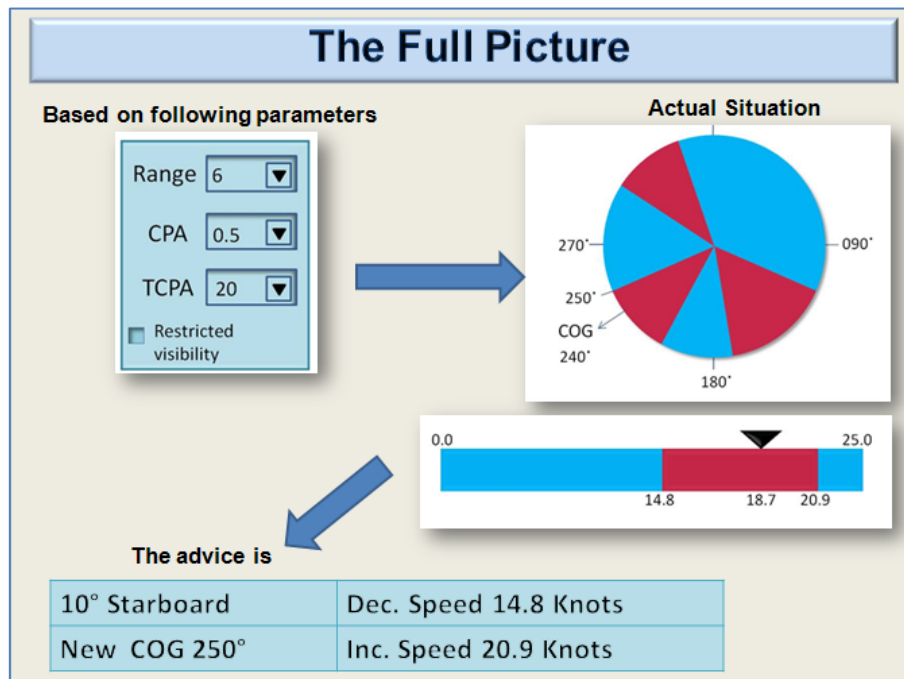 The Full Picture
Based on following parameters
Actual Situation
Range 6
CPA 0.5
TCPA 20
Restricted
visibility
270°
090°
250°
COG
240°
180°
0.0 25.0
14.8 18.7 20.9
The advice is
10° Starboard Dec. Speed 14.8 Knots
New COG 250° Inc. Speed 20.9 Knots